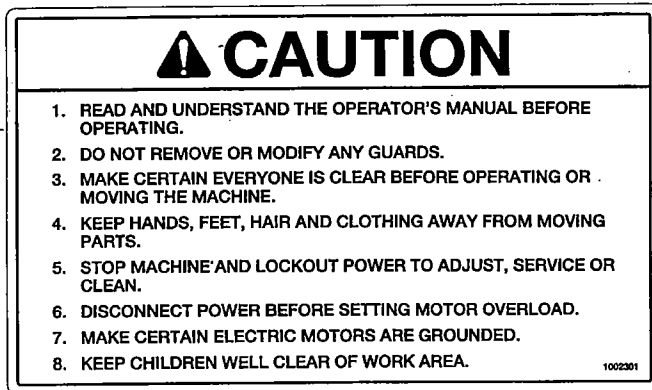 CAUTION
1. READ AND UNDERSTAND THE OPERATOR'S MANUAL BEFORE
OPERATING.
2. DO NOT REMOVE OR MODIFY ANY GUARDS.
3. MAKE CERTAIN EVERYONE IS CLEAR BEFORE OPERATING OR
MOVING THE MACHINE.
4. KEEP HANDS, FEET, HAIR AND CLOTHING AWAY FROM MOVING
PARTS.
5. STOP MACHINE AND LOCKOUT POWER TO ADJUST, SERVICE OR
CLEAN.
6. DISCONNECT POWER BEFORE SETTING MOTOR OVERLOAD.
7. MAKE CERTAIN ELECTRIC MOTORS ARE GROUNDED.
8. KEEP CHILDREN WELL CLEAR OF WORK AREA.
1002301